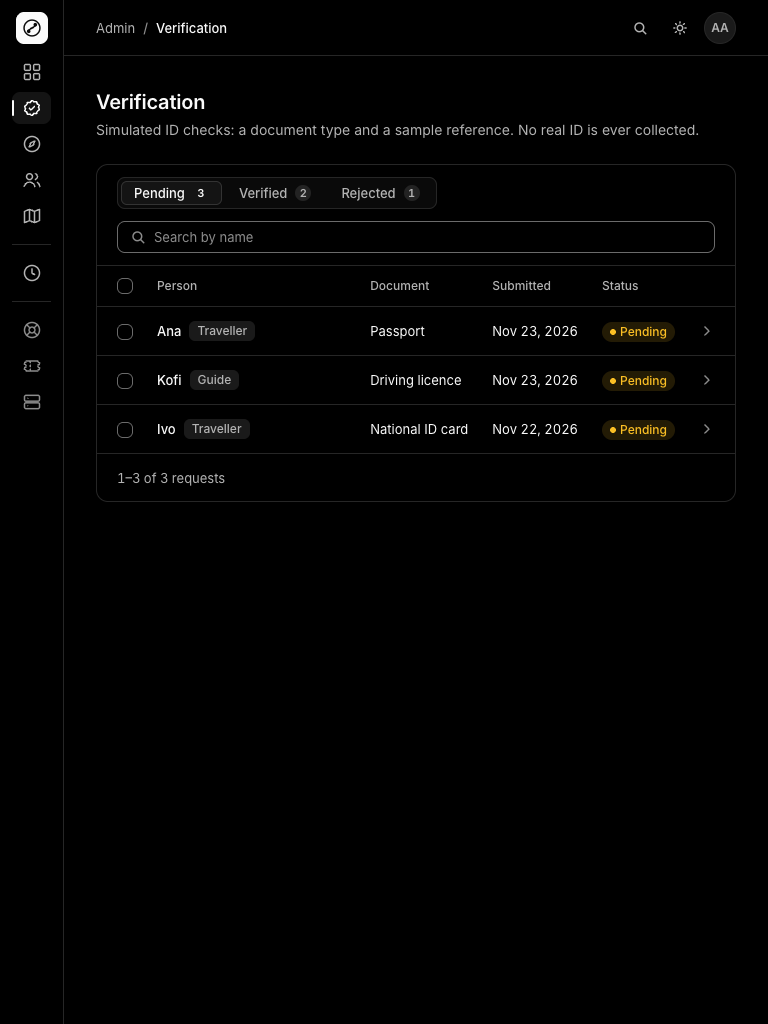 Admin / Verification
AA
Verification
Simulated ID checks: a document type and a sample reference. No real ID is ever collected.
Pending 3 Verified 2 Rejected 1
Search by name
Person Document Submitted Status
Ana Traveller Passport Nov 23, 2026 Pending
Kofi Guide Driving licence Nov 23, 2026 Pending
Ivo Traveller National ID card Nov 22, 2026 Pending
1–3 of 3 requests